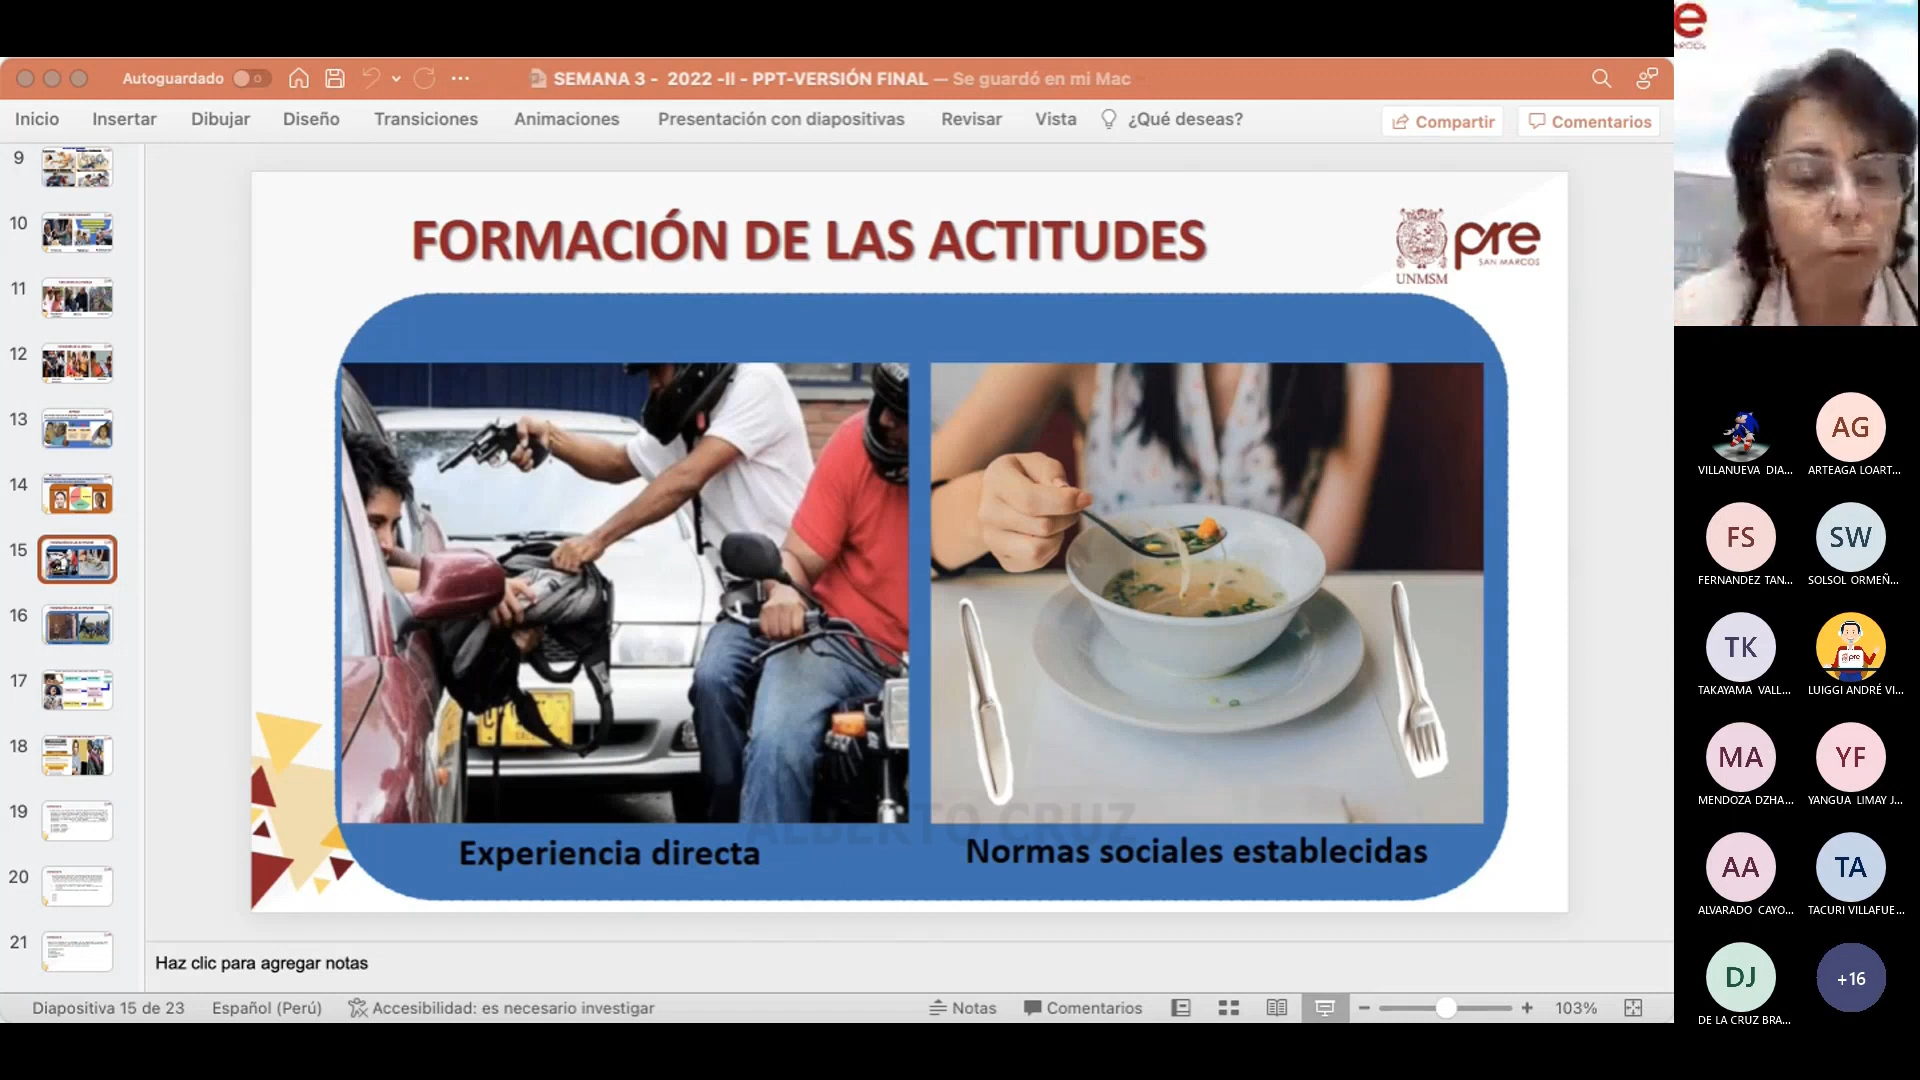 Autoguardado
SEMANA 3 - 2022 -II - PPT-VERSIÓN FINAL — Se guardó en mi Mac
Inicio Insertar Dibujar Diseño Transiciones Animaciones Presentación con diapositivas Revisar Vista ¿Qué deseas? Compartir Comentarios
9
10
11
12
13
14
15
16
17
18
19
20
21
FORMACIÓN DE LAS ACTITUDES
UNMSM
pre
SAN MARCOS
ALBERTO CRUZ
Experiencia directa
Normas sociales establecidas
Haz clic para agregar notas
Diapositiva 15 de 23 Español (Perú) Accesibilidad: es necesario investigar Notas Comentarios 103%
e
VILLANUEVA DIA...
AG
ARTEAGA LOART...
FS
FERNANDEZ TAN...
SW
SOLSOL ORMEÑ...
TK
TAKAYAMA VALL...
pre
LUIGGI ANDRÉ VI...
MA
MENDOZA DZHA...
YF
YANGUA LIMAY J...
AA
ALVARADO CAYO...
TA
TACURI VILLAFUE...
DJ
DE LA CRUZ BRA...
+16